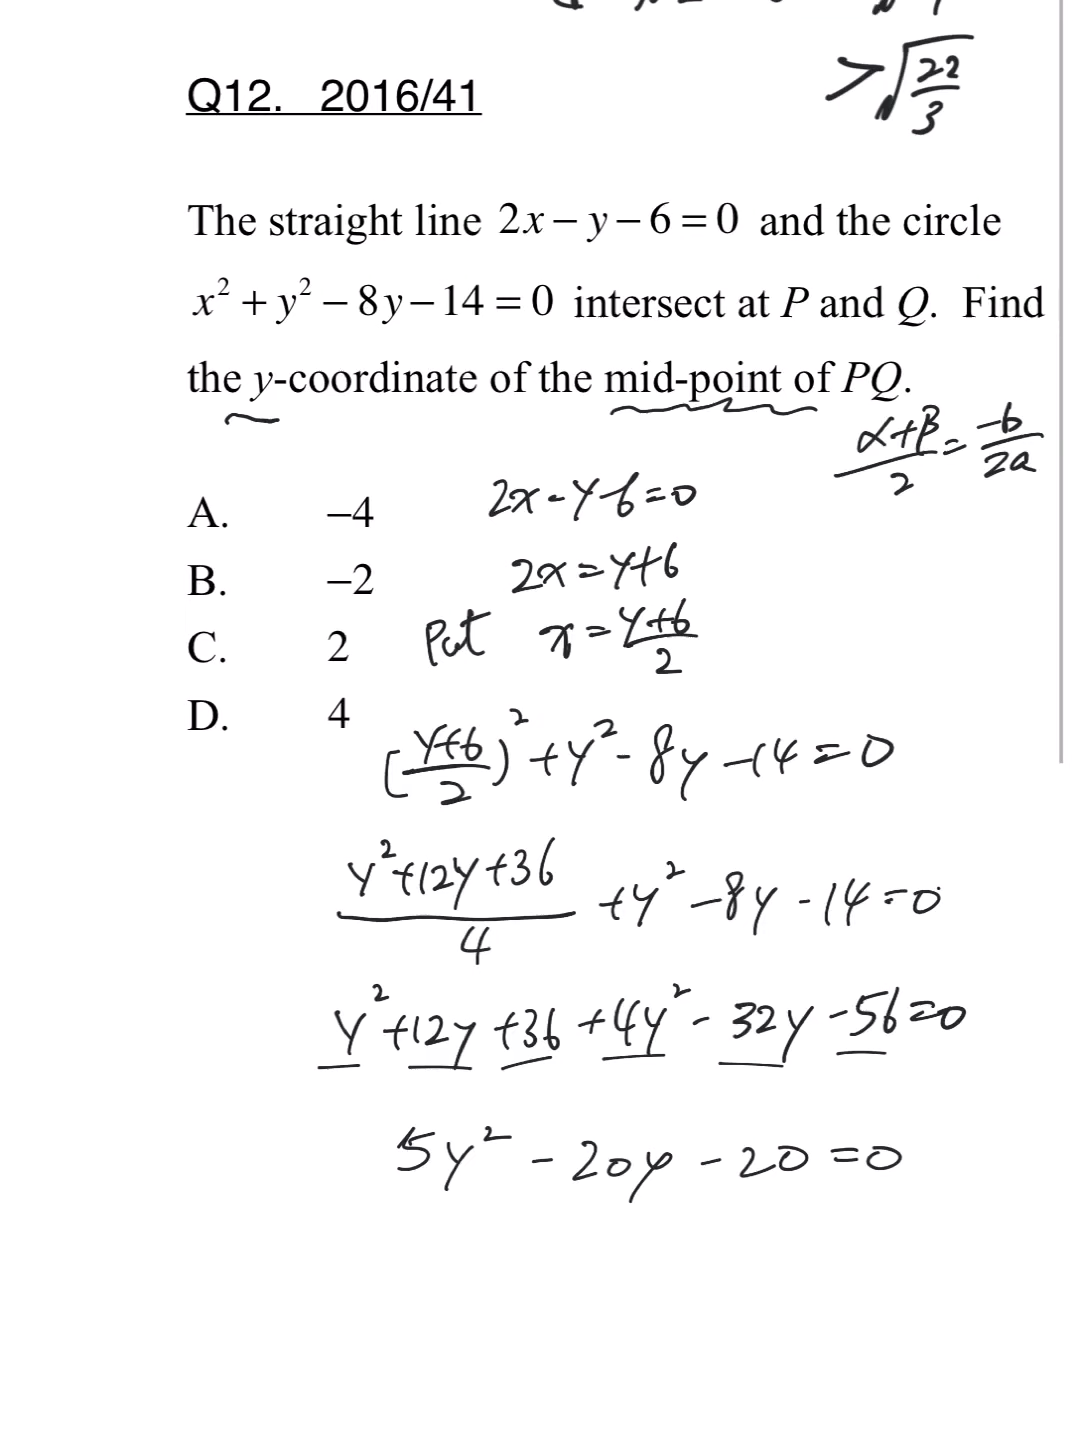 >√(22/3)
Q12. 2016/41
The straight line 2x − y − 6 = 0 and the circle
x² + y² − 8y − 14 = 0 intersect at P and Q. Find
the y-coordinate of the mid-point of PQ.
(α+β)/2 = -b/2a
A. −4
B. −2
C. 2
D. 4
2x-y-6=0
2x=y+6
Put x=(y+6)/2
((y+6)/2)²+y²-8y-14=0
(y²+12y+36)/4 +y²-8y-14=0
y²+12y+36+4y²-32y-56=0
5y²-20y-20=0